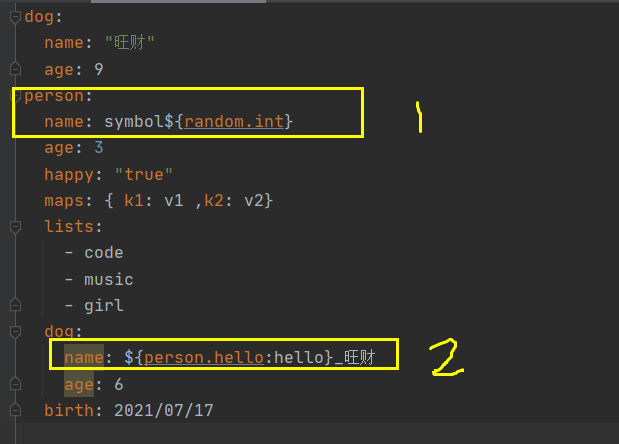 dog:
name: "旺财"
age: 9
person:
name: symbol${random.int}
1
age: 3
happy: "true"
maps: { k1: v1 ,k2: v2}
lists:
- code
- music
- girl
dog:
name: ${person.hello:hello}_旺财
2
age: 6
birth: 2021/07/17